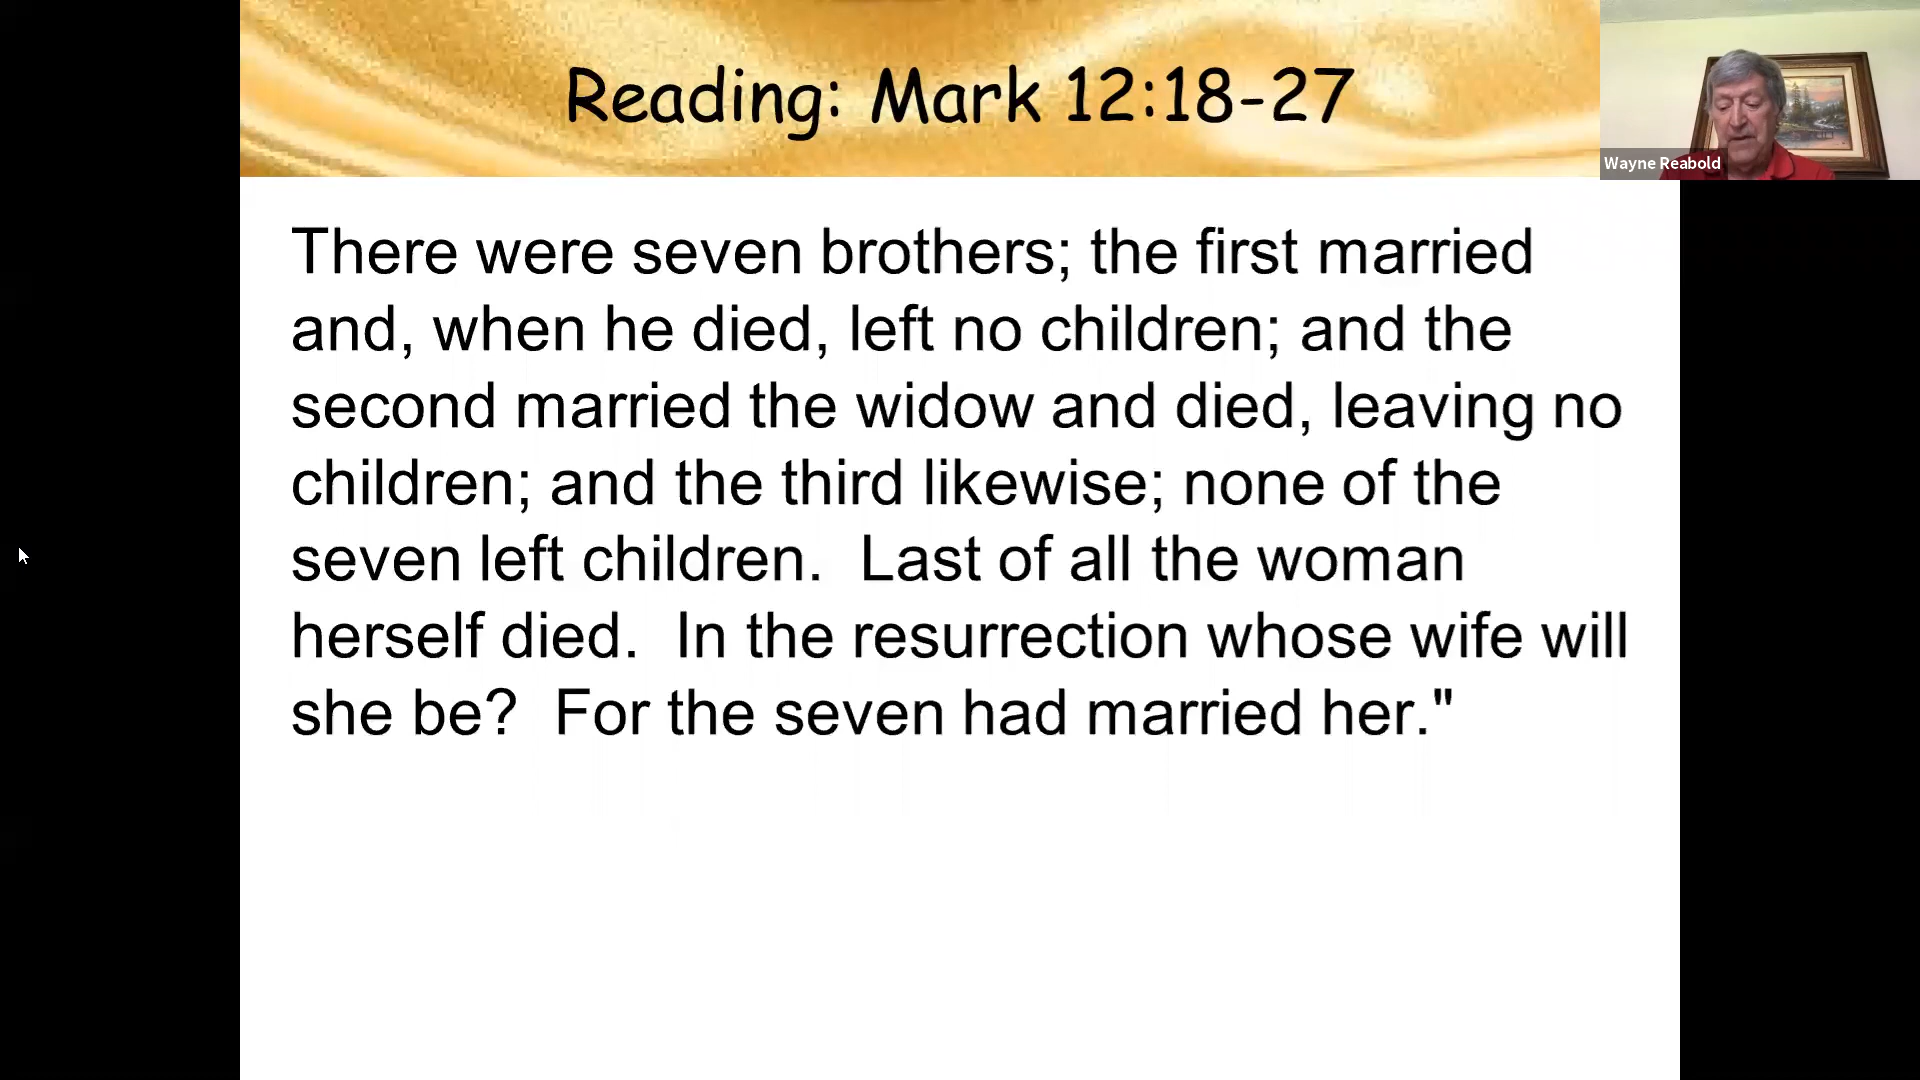 Reading: Mark 12:18-27
Wayne Reabold
There were seven brothers; the first married
and, when he died, left no children; and the
second married the widow and died, leaving no
children; and the third likewise; none of the
seven left children.  Last of all the woman
herself died.  In the resurrection whose wife will
she be?  For the seven had married her."